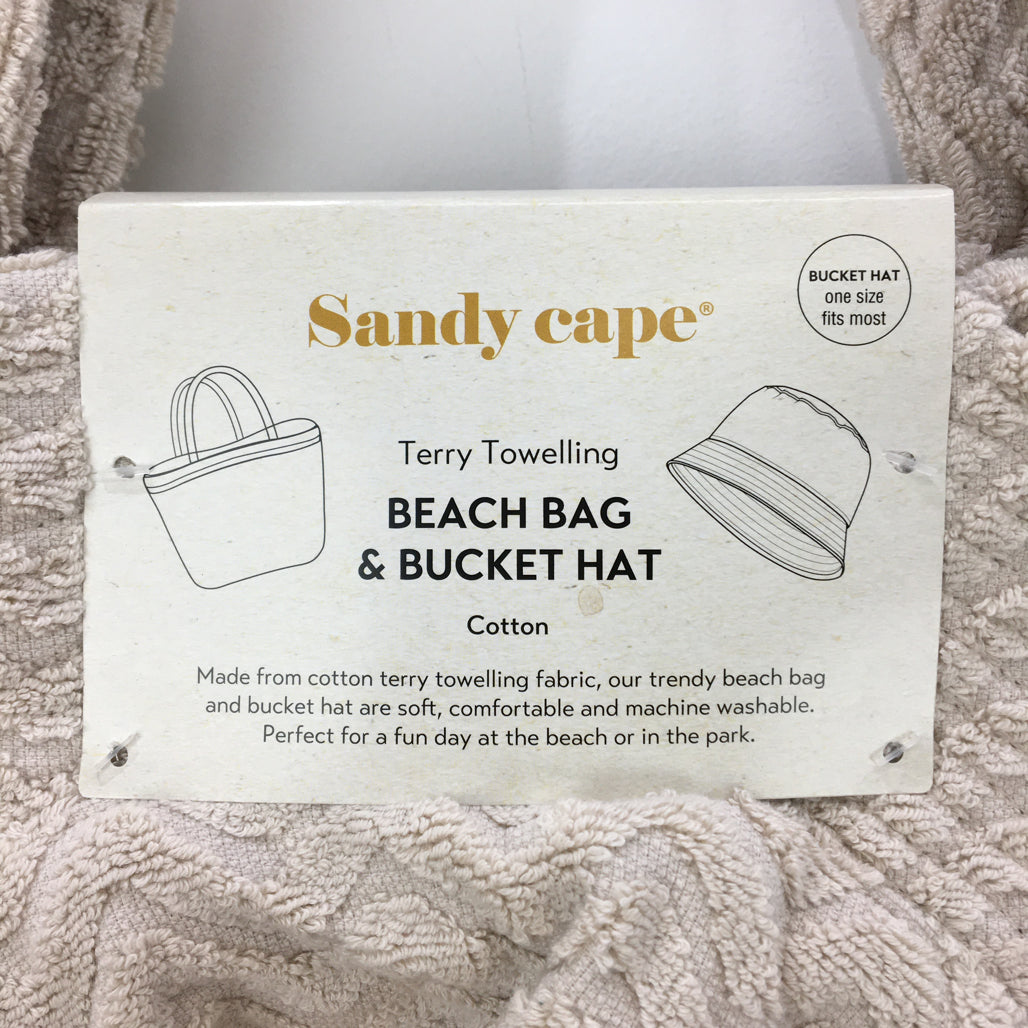 BUCKET HAT
one size
fits most
Sandy cape®
Terry Towelling
BEACH BAG
& BUCKET HAT
Cotton
Made from cotton terry towelling fabric, our trendy beach bag
and bucket hat are soft, comfortable and machine washable.
Perfect for a fun day at the beach or in the park.